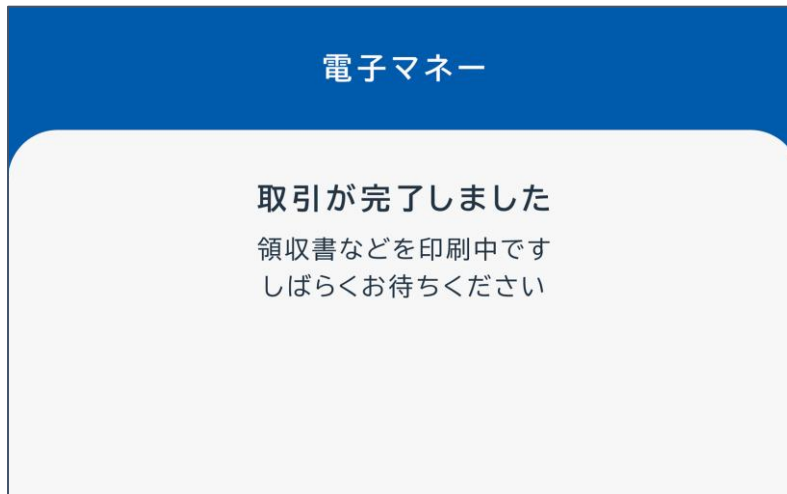 電子マネー
取引が完了しました
領収書などを印刷中です
しばらくお待ちください